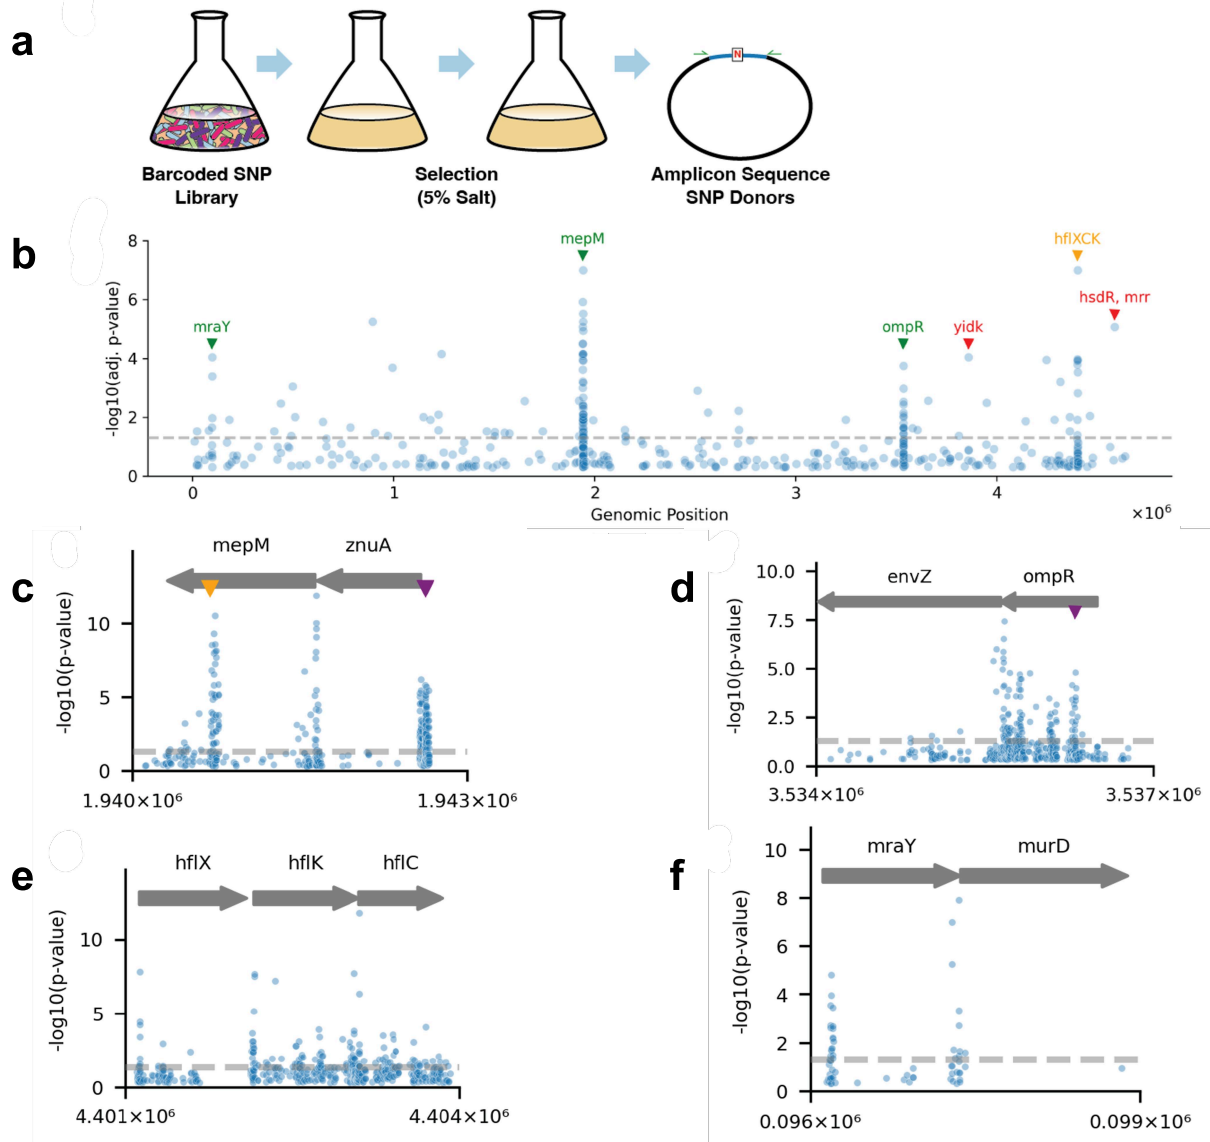 a
N
Barcoded SNP
Library
Selection
(5% Salt)
Amplicon Sequence
SNP Donors
b
-log10(adj. p-value)
8
6
4
2
0
mraY
mepM
ompR
yidk
hflXCK
hsdR, mrr
0 1 2 3 4
Genomic Position
×10⁶
c
mepM znuA
-log10(p-value)
10
5
0
1.940×10⁶ 1.943×10⁶
d
envZ ompR
-log10(p-value)
10.0
7.5
5.0
2.5
0.0
3.534×10⁶ 3.537×10⁶
e
hflX hflK hflC
-log10(p-value)
10
5
0
4.401×10⁶ 4.404×10⁶
f
mraY murD
-log10(p-value)
10
8
6
4
2
0
0.096×10⁶ 0.099×10⁶